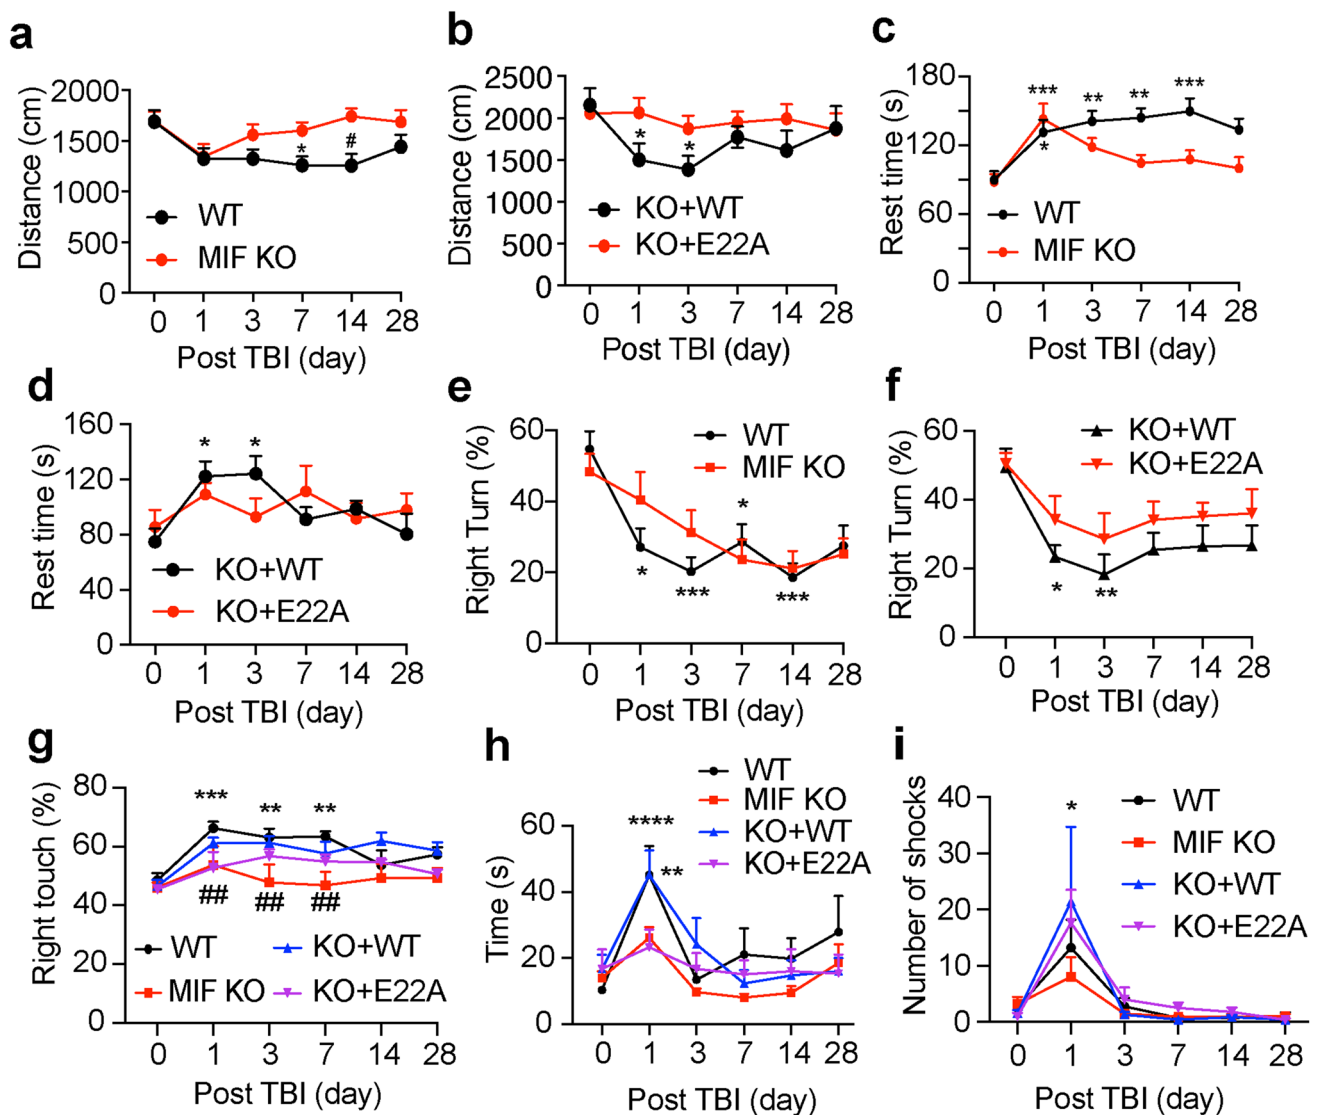 a
2000
1500
1000
500
0
Distance (cm)
*
#
WT
MIF KO
0 1 3 7 14 28
Post TBI (day)
b
2500
2000
1500
1000
500
0
Distance (cm)
*
*
KO+WT
KO+E22A
0 1 3 7 14 28
Post TBI (day)
c
180
120
60
0
Rest time (s)
*** ** ** ***
*
WT
MIF KO
0 1 3 7 14 28
Post TBI (day)
d
160
120
80
40
0
Rest time (s)
* *
KO+WT
KO+E22A
0 1 3 7 14 28
Post TBI (day)
e
60
40
20
0
Right Turn (%)
WT
MIF KO
*
*
*** ***
0 1 3 7 14 28
Post TBI (day)
f
60
40
20
0
Right Turn (%)
KO+WT
KO+E22A
* **
0 1 3 7 14 28
Post TBI (day)
g
80
60
40
20
0
Right touch (%)
*** ** **
## ## ##
WT KO+WT
MIF KO KO+E22A
0 1 3 7 14 28
Post TBI (day)
h
60
40
20
0
Time (s)
WT
MIF KO
KO+WT
KO+E22A
****
**
0 1 3 7 14 28
Post TBI (day)
i
40
30
20
10
0
Number of shocks
*
WT
MIF KO
KO+WT
KO+E22A
0 1 3 7 14 28
Post TBI (day)